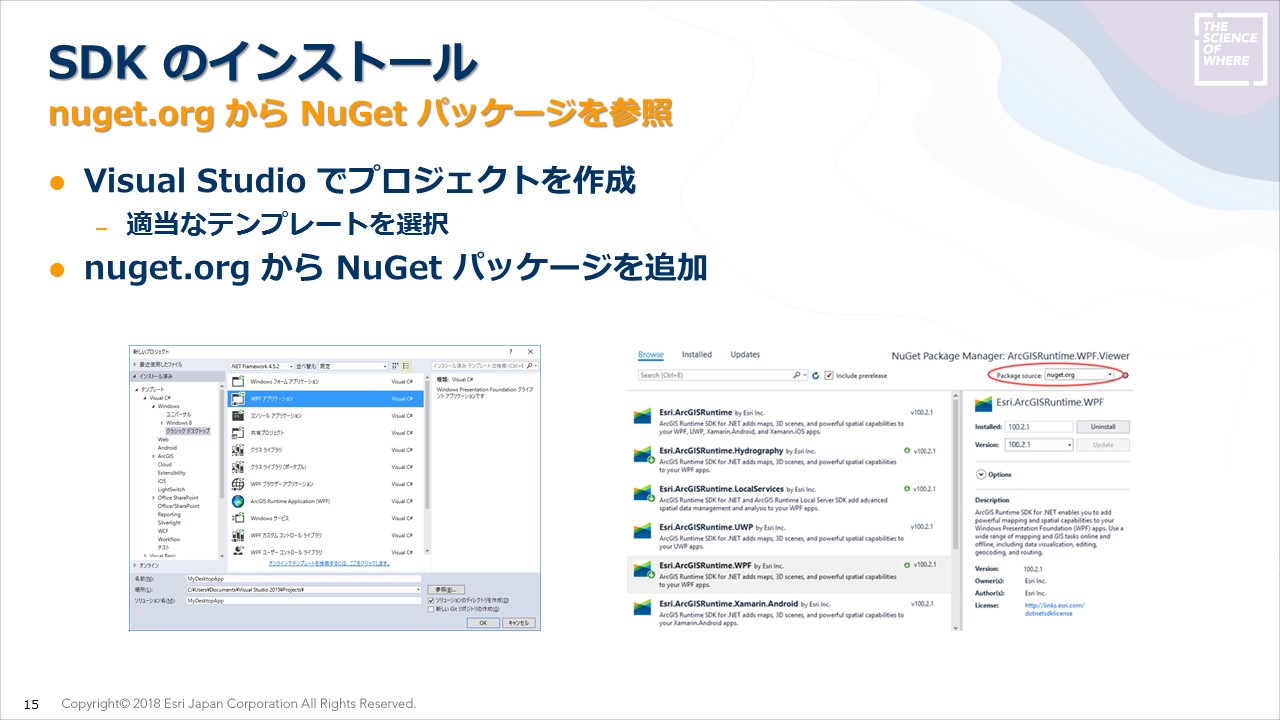 SDK のインストール
THE
SCIENCE
OF
WHERE
nuget.org から NuGet パッケージを参照
Visual Studio でプロジェクトを作成
– 適当なテンプレートを選択
nuget.org から NuGet パッケージを追加
新しいプロジェクト
最近使用したファイル
インストール済み
テンプレート
Visual C#
Windows
ユニバーサル
Windows 8
クラシック デスクトップ
Web
Android
ArcGIS
Cloud
Extensibility
iOS
LightSwitch
Office SharePoint
Office/SharePoint
Reporting
Silverlight
WCF
Workflow
テスト
Visual Basic
オンライン
.NET Framework 4.5.2 並べ替え: 既定
Windows フォーム アプリケーション Visual C#
WPF アプリケーション Visual C#
コンソール アプリケーション Visual C#
共有プロジェクト Visual C#
クラス ライブラリ Visual C#
クラス ライブラリ (ポータブル) Visual C#
WPF ブラウザー アプリケーション Visual C#
ArcGIS Runtime Application (WPF) Visual C#
Windows サービス Visual C#
WPF カスタム コントロール ライブラリ Visual C#
WPF ユーザー コントロール ライブラリ Visual C#
オンラインでテンプレートを検索するには、ここをクリックします。
インストール済み テンプレート の検索 (Ctrl+E
種類: Visual C#
Windows Presentation Foundation クライアント アプリケーションです
名前(N): MyDesktopApp
場所(L): C:¥Users¥Documents¥Visual Studio 2015¥Projects¥
ソリューション名(M): MyDesktopApp
参照(B)...
ソリューションのディレクトリを作成(D)
新しい Git リポジトリの作成(G)
OK キャンセル
Browse Installed Updates
NuGet Package Manager: ArcGISRuntime.WPF.Viewer
Search (Ctrl+E)
Include prerelease
Package source: nuget.org
Esri.ArcGISRuntime by Esri Inc. v100.2.1
ArcGIS Runtime SDK for .NET adds maps, 3D scenes, and powerful spatial capabilities to
your WPF, UWP, Xamarin.Android, and Xamarin.iOS apps.
Esri.ArcGISRuntime.Hydrography by Esri Inc. v100.2.1
ArcGIS Runtime SDK for .NET adds maps, 3D scenes, and powerful spatial capabilities
to your WPF apps.
Esri.ArcGISRuntime.LocalServices by Esri Inc. v100.2.1
ArcGIS Runtime SDK for .NET and ArcGIS Runtime Local Server SDK add advanced
spatial data management and analysis to your WPF apps.
Esri.ArcGISRuntime.UWP by Esri Inc. v100.2.1
ArcGIS Runtime SDK for .NET adds maps, 3D scenes, and powerful spatial capabilities
to your UWP apps.
Esri.ArcGISRuntime.WPF by Esri Inc. v100.2.1
ArcGIS Runtime SDK for .NET adds maps, 3D scenes, and powerful spatial capabilities
to your WPF apps.
Esri.ArcGISRuntime.Xamarin.Android by Esri Inc. v100.2.1
ArcGIS Runtime SDK for .NET adds maps, 3D scenes, and powerful spatial capabilities to
your Xamarin.Android apps.
Esri.ArcGISRuntime.WPF
Installed: 100.2.1 Uninstall
Version: 100.2.1 Update
Options
Description
ArcGIS Runtime SDK for .NET enables you to add
powerful mapping and spatial capabilities to your
Windows Presentation Foundation (WPF) apps. Use a
wide range of mapping and GIS tasks online and
offline, including data visualization, editing,
geocoding, and routing.
Version: 100.2.1
Owner(s): Esri Inc.
Author(s): Esri Inc.
License: http://links.esri.com/
dotnetsdklicense
15 Copyright© 2018 Esri Japan Corporation All Rights Reserved.